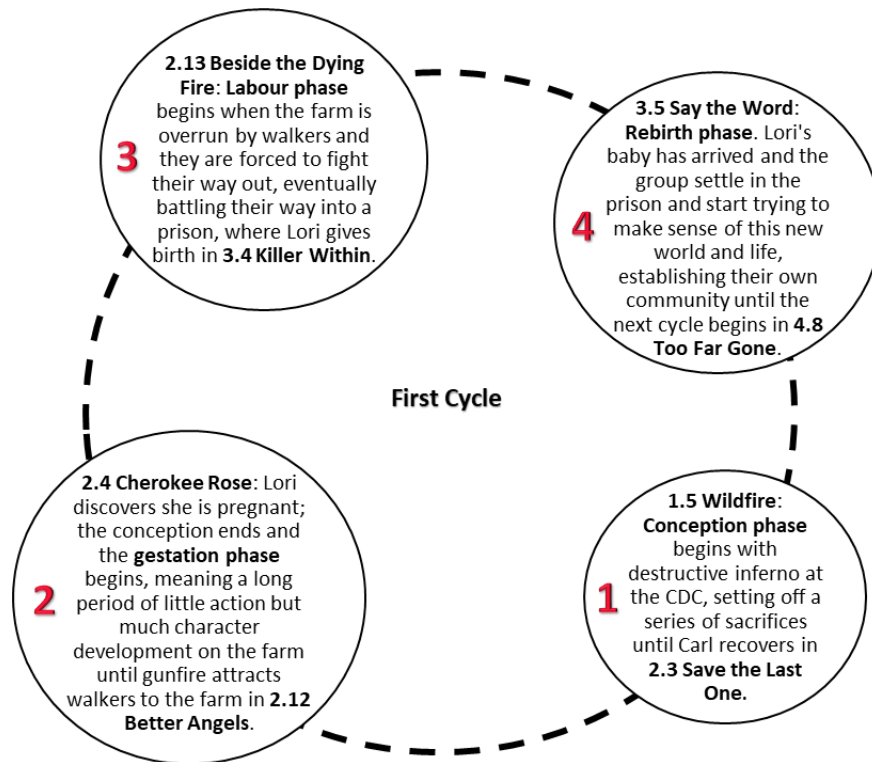 2.13 Beside the Dying
Fire: Labour phase
begins when the farm is
overrun by walkers and
they are forced to fight
their way out, eventually
battling their way into a
prison, where Lori gives
birth in 3.4 Killer Within.
3
3.5 Say the Word:
Rebirth phase. Lori's
baby has arrived and the
group settle in the
prison and start trying to
make sense of this new
world and life,
establishing their own
community until the
next cycle begins in 4.8
Too Far Gone.
4
First Cycle
2.4 Cherokee Rose: Lori
discovers she is pregnant;
the conception ends and
the gestation phase
begins, meaning a long
period of little action but
much character
development on the farm
until gunfire attracts
walkers to the farm in 2.12
Better Angels.
2
1.5 Wildfire:
Conception phase
begins with
destructive inferno at
the CDC, setting off a
series of sacrifices
until Carl recovers in
2.3 Save the Last
One.
1